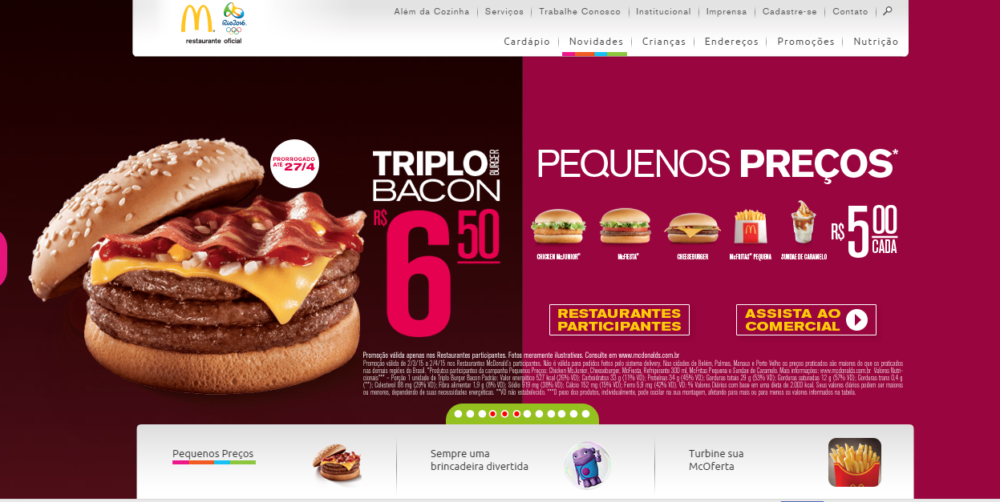 Além da Cozinha
Serviços
Trabalhe Conosco
Institucional
Imprensa
Cadastre-se
Contato
Rio2016
restaurante oficial
Cardápio
Novidades
Crianças
Endereços
Promoções
Nutrição
PRORROGADO
ATÉ 27/4
TRIPLO BURGER
BACON
R$ 6 50
PEQUENOS PREÇOS*
CHICKEN McJUNIOR™
McFIESTA™
CHEESEBURGER
McFRITAS™ PEQUENA
SUNDAE DE CARAMELO
R$ 5 00 CADA
RESTAURANTES
PARTICIPANTES
ASSISTA AO
COMERCIAL
Promoção válida apenas nos Restaurantes participantes. Fotos meramente ilustrativas. Consulte em www.mcdonalds.com.br
Promoção válida de 2/3/15 a 2/4/15 nos Restaurantes McDonald's participantes. Não é válida para pedidos feitos pelo sistema delivery. Nas cidades de Belém, Palmas, Manaus e Porto Velho os preços praticados são maiores do que os praticados
nas demais regiões do Brasil. *Produtos participantes da campanha Pequenos Preços: Chicken McJunior, Cheeseburger, McFiesta, Refrigerante 300 ml, McFritas Pequena e Sundae de Caramelo. Mais informações: www.mcdonalds.com.br Valores Nutri-
cionais*** – Porção 1 unidade de Triplo Burger Bacon Padrão: Valor energético 527 kcal (26% VD); Carboidratos 33 g (11% VD); Proteínas 34 g (45% VD); Gorduras totais 29 g (53% VD); Gorduras saturadas 12 g (57% VD); Gorduras trans 0,4 g
(**); Colesterol 88 mg (29% VD); Fibra alimentar 1,9 g (8% VD); Sódio 919 mg (38% VD); Cálcio 152 mg (15% VD); Ferro 5,9 mg (42% VD). VD: % Valores Diários com base em uma dieta de 2.000 kcal. Seus valores diários podem ser maiores
ou menores, dependendo de suas necessidades energéticas. **VD não estabelecido. ***O peso dos produtos, individualmente, pode oscilar na sua montagem, afetando para mais ou para menos os valores informados na tabela.
Pequenos Preços
Sempre uma
brincadeira divertida
Turbine sua
McOferta